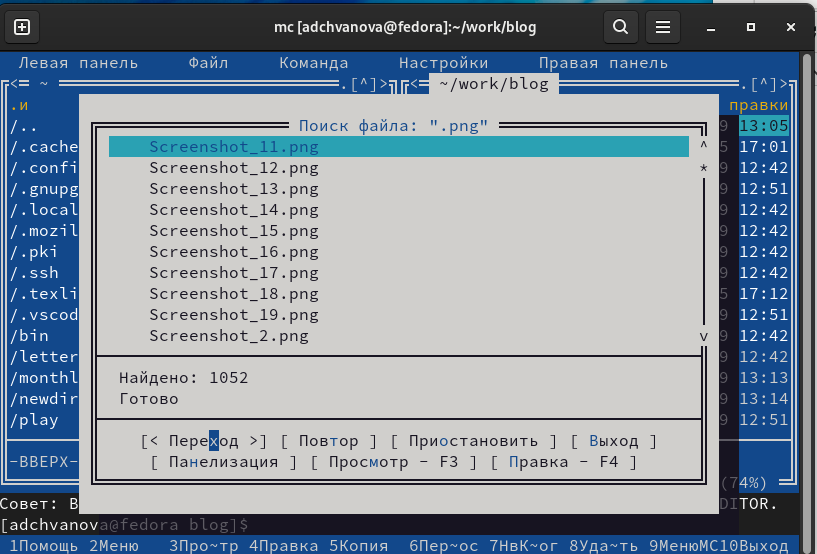 mc [adchvanova@fedora]:~/work/blog
Левая панель Файл Команда Настройки Правая панель
<= ~ .[^]> <= ~/work/blog .[^]>
.и правки
/.. 9 13:05
/.cache 5 17:01
/.confi 9 12:42
/.gnupg 9 12:51
/.local 9 12:42
/.mozil 9 12:42
/.pki 9 12:42
/.ssh 9 12:42
/.texli 5 17:12
/.vscod 9 12:51
/bin 9 12:42
/letter 9 12:42
/monthl 9 13:13
/newdir 9 13:14
/play 9 12:51
-ВВЕРХ-
(74%)
Поиск файла: ".png"
Screenshot_11.png ^
Screenshot_12.png *
Screenshot_13.png
Screenshot_14.png
Screenshot_15.png
Screenshot_16.png
Screenshot_17.png
Screenshot_18.png
Screenshot_19.png
Screenshot_2.png v
Найдено: 1052
Готово
[< Переход >] [ Повтор ] [ Приостановить ] [ Выход ]
[ Панелизация ] [ Просмотр - F3 ] [ Правка - F4 ]
Совет: В DITOR.
[adchvanova@fedora blog]$
1Помощь 2Меню 3Про~тр 4Правка 5Копия 6Пер~ос 7НвК~ог 8Уда~ть 9МенюMC10Выход